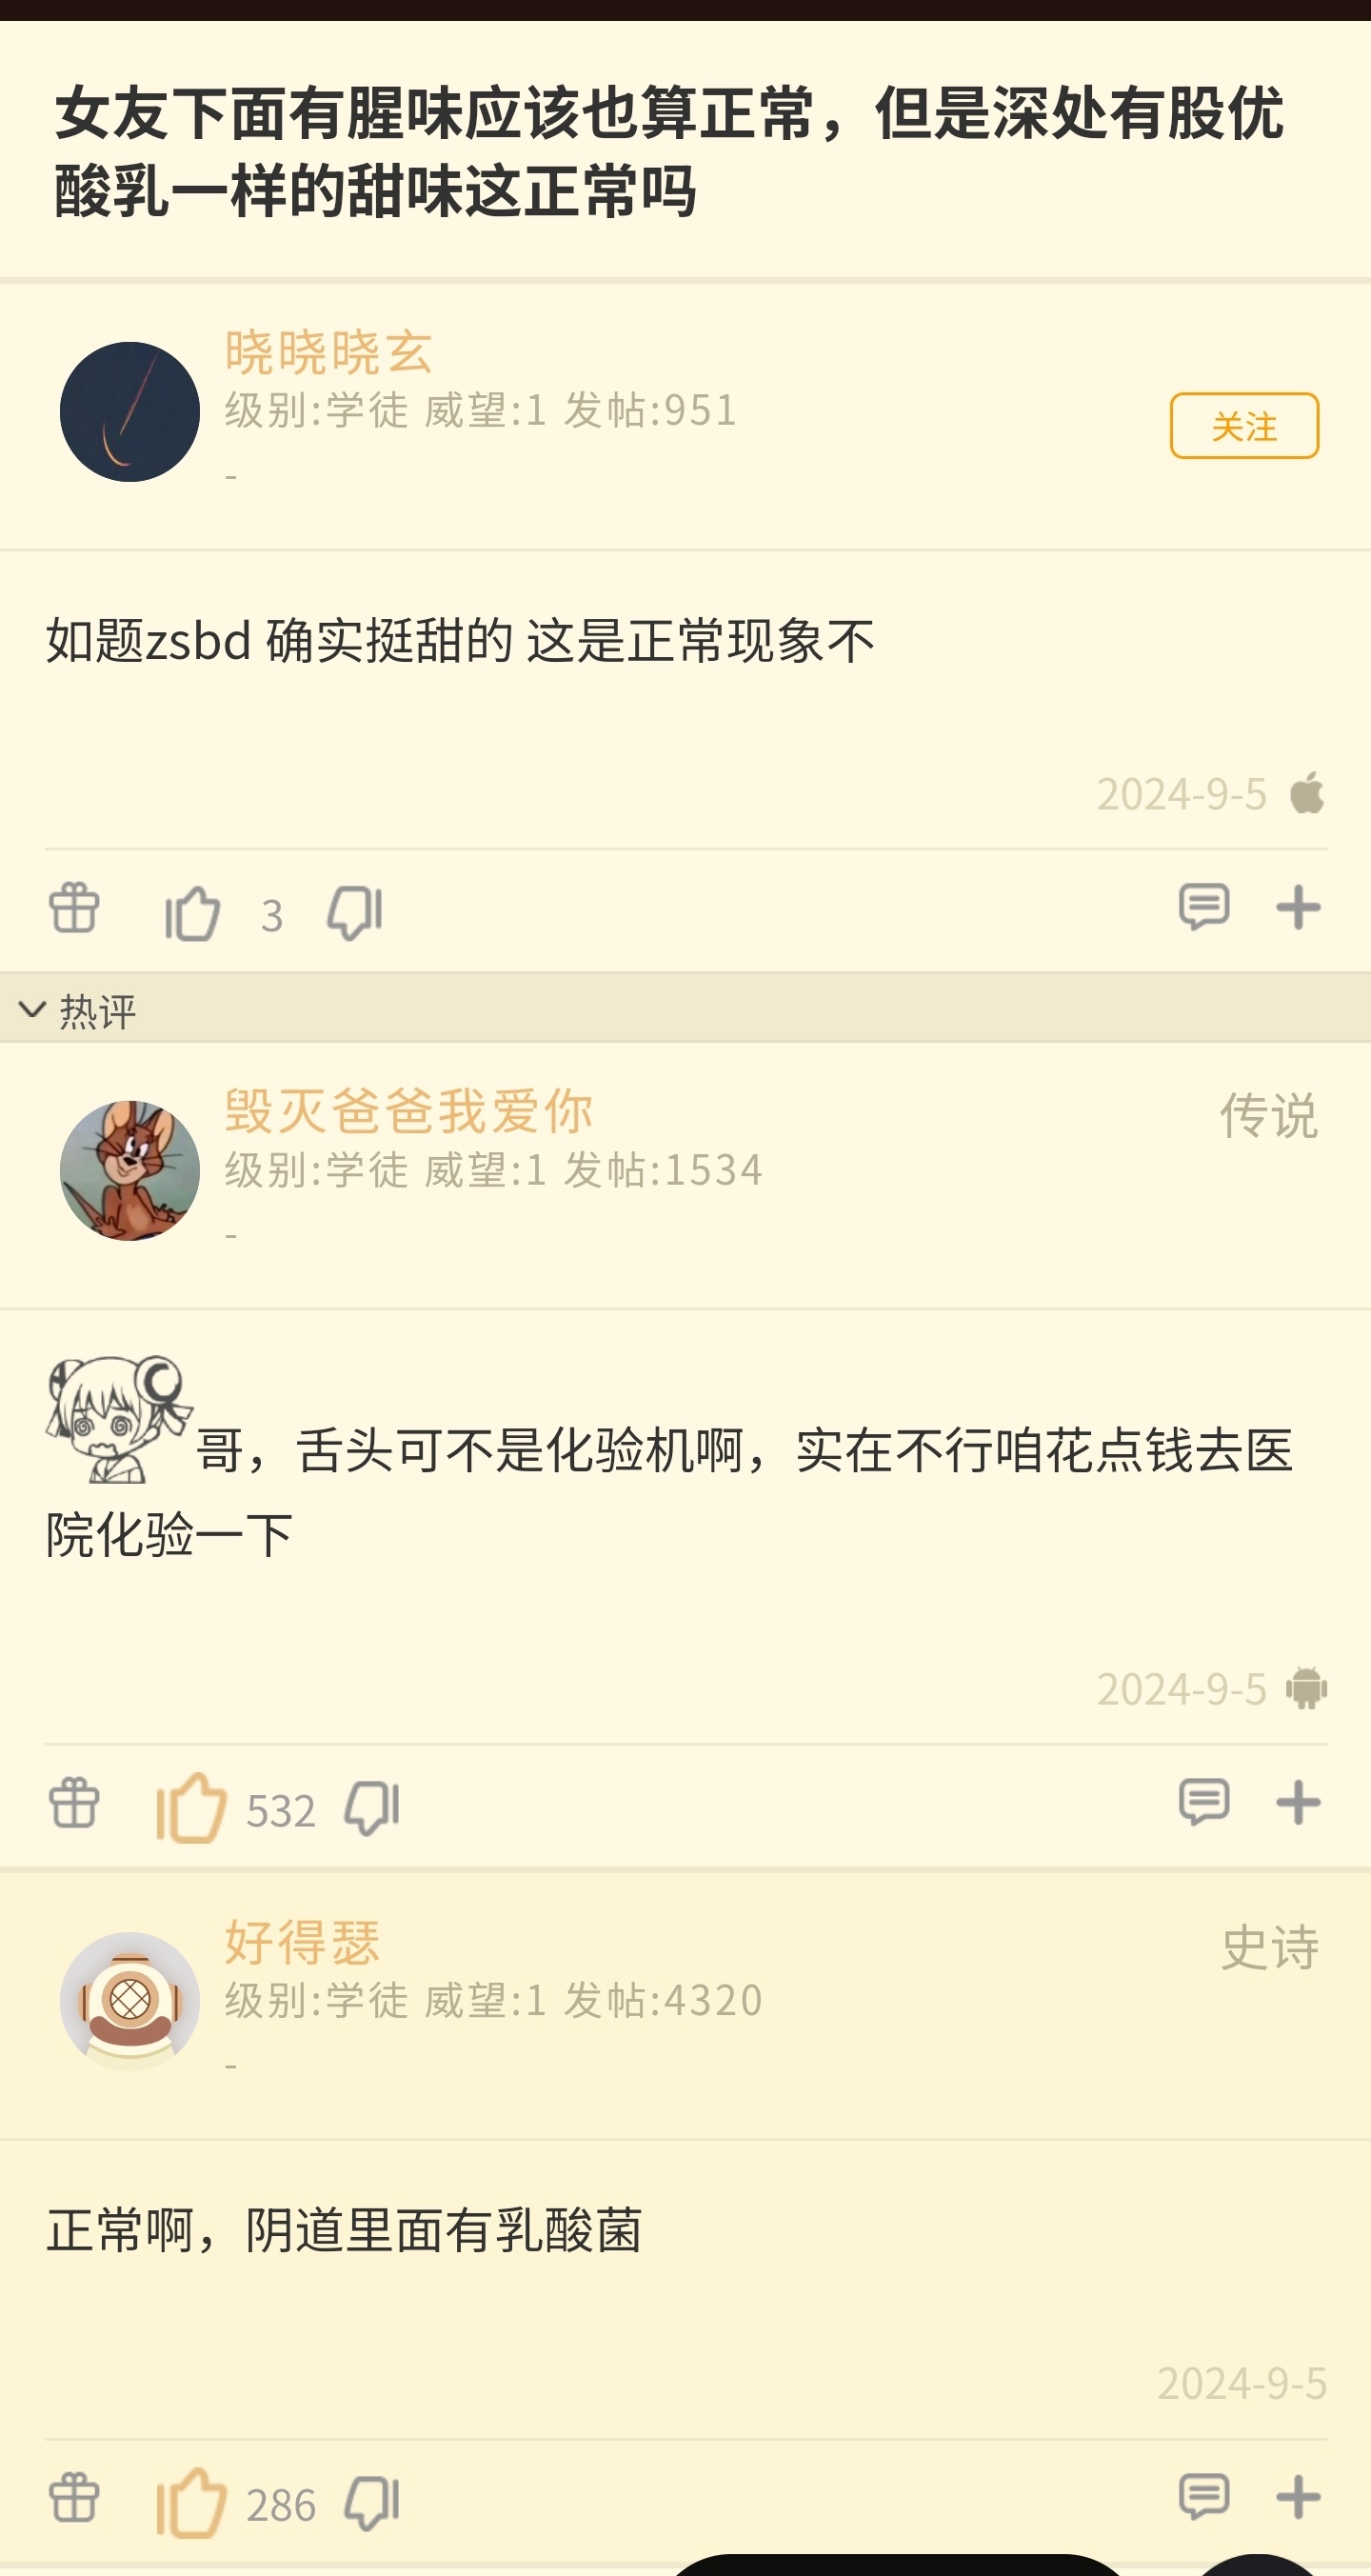 女友下面有腥味应该也算正常，但是深处有股优
酸乳一样的甜味这正常吗
晓晓晓玄
级别:学徒 威望:1 发帖:951
-
关注
如题zsbd 确实挺甜的 这是正常现象不
2024-9-5
3
热评
毁灭爸爸我爱你
传说
级别:学徒 威望:1 发帖:1534
-
哥，舌头可不是化验机啊，实在不行咱花点钱去医
院化验一下
2024-9-5
532
好得瑟
史诗
级别:学徒 威望:1 发帖:4320
-
正常啊，阴道里面有乳酸菌
2024-9-5
286